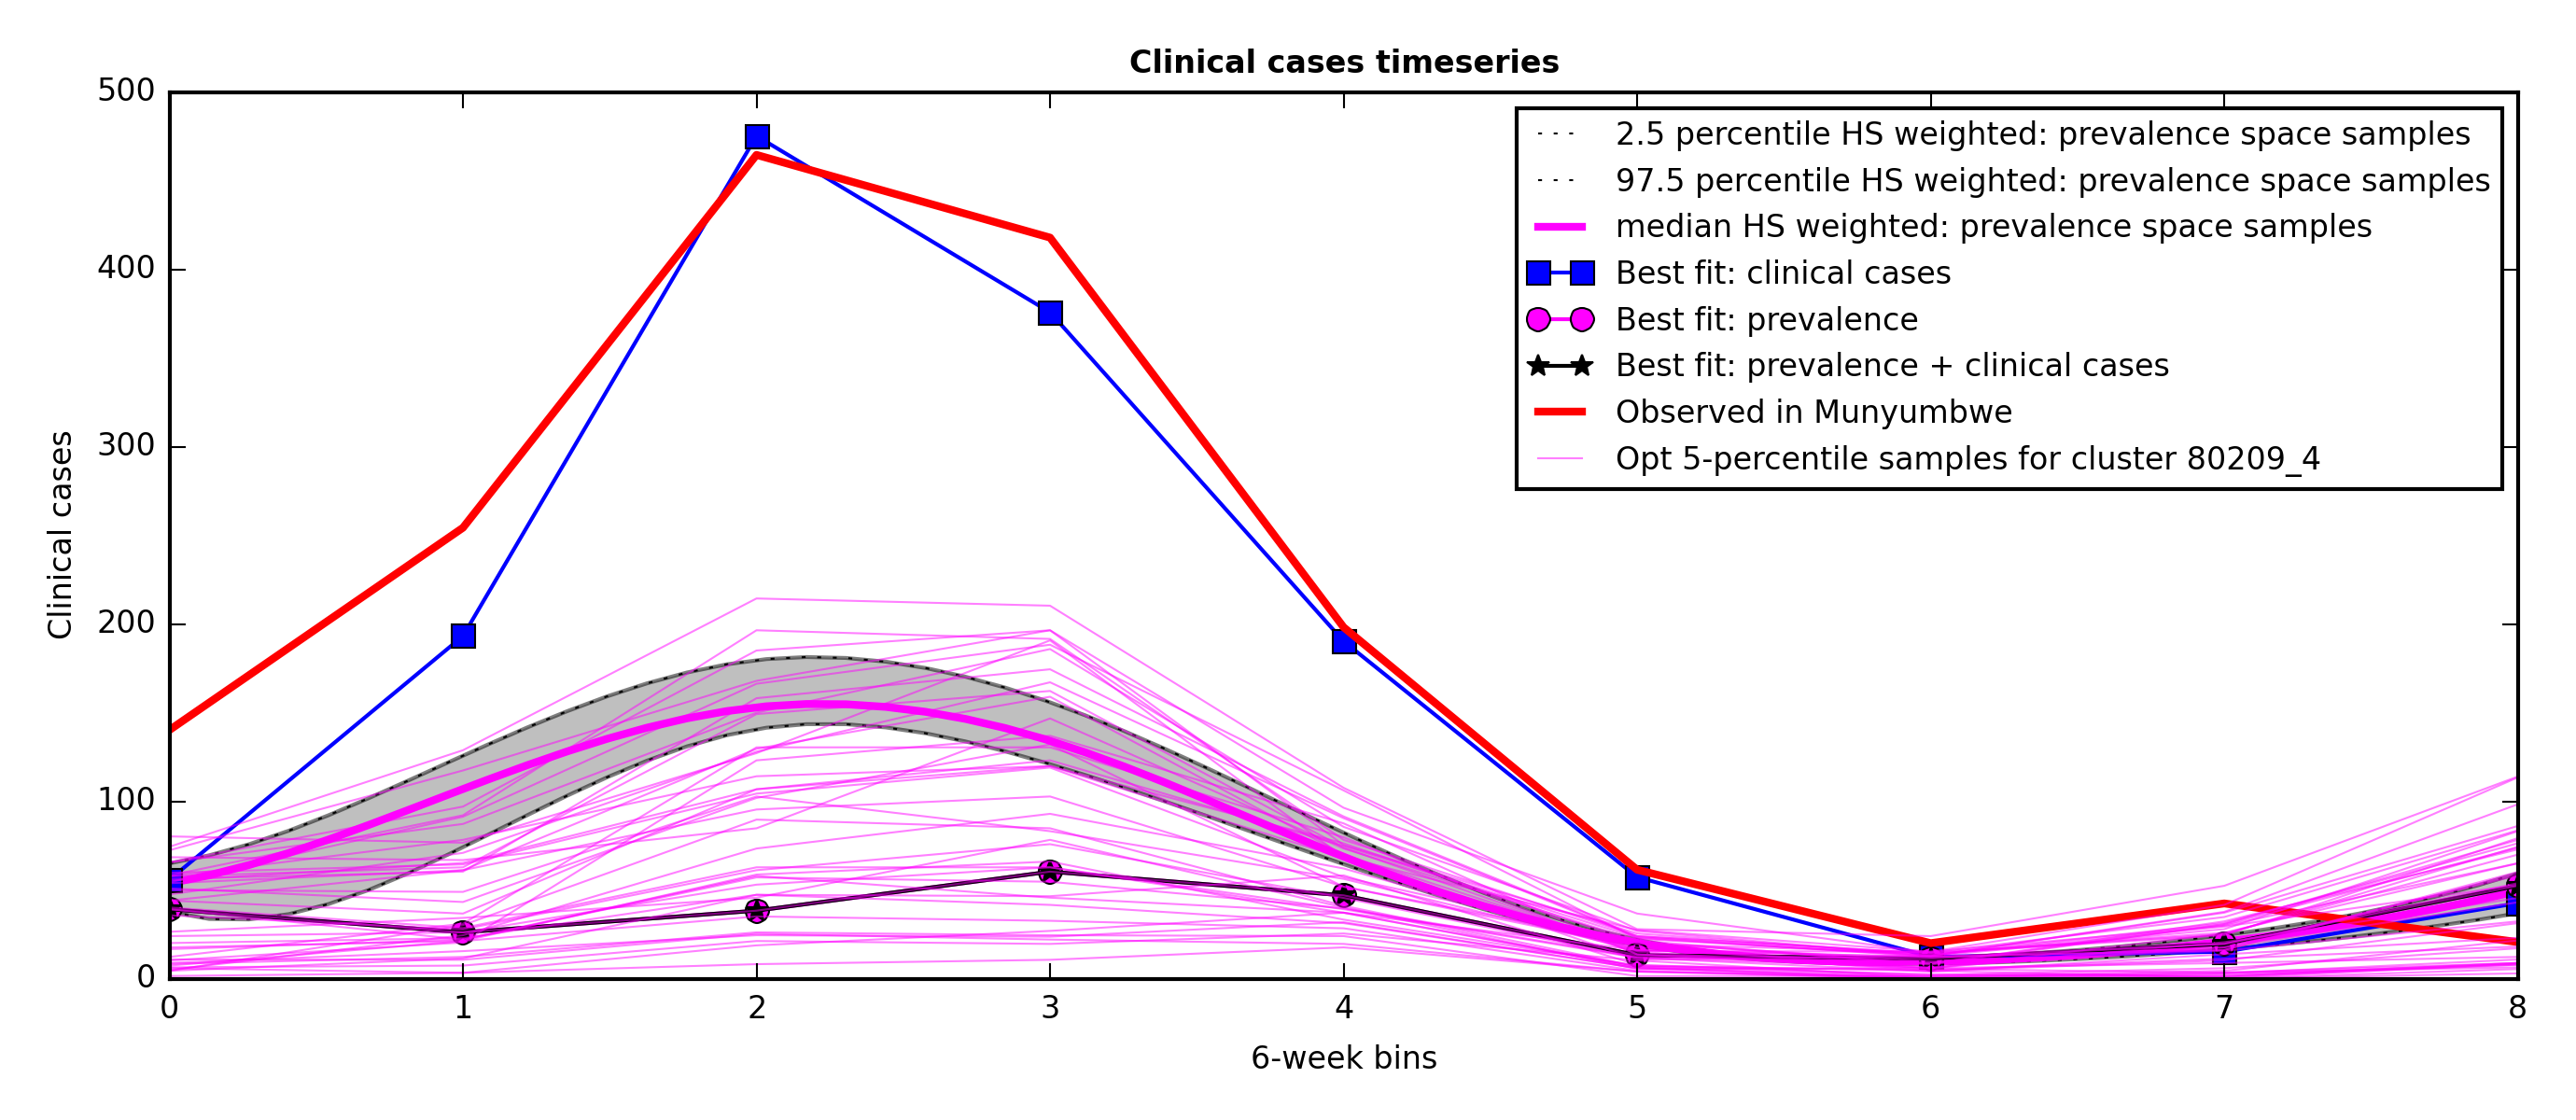 Clinical cases timeseries
500
400
300
200
100
0
Clinical cases
2.5 percentile HS weighted: prevalence space samples
97.5 percentile HS weighted: prevalence space samples
median HS weighted: prevalence space samples
Best fit: clinical cases
Best fit: prevalence
Best fit: prevalence + clinical cases
Observed in Munyumbwe
Opt 5-percentile samples for cluster 80209_4
0 1 2 3 4 5 6 7 8
6-week bins